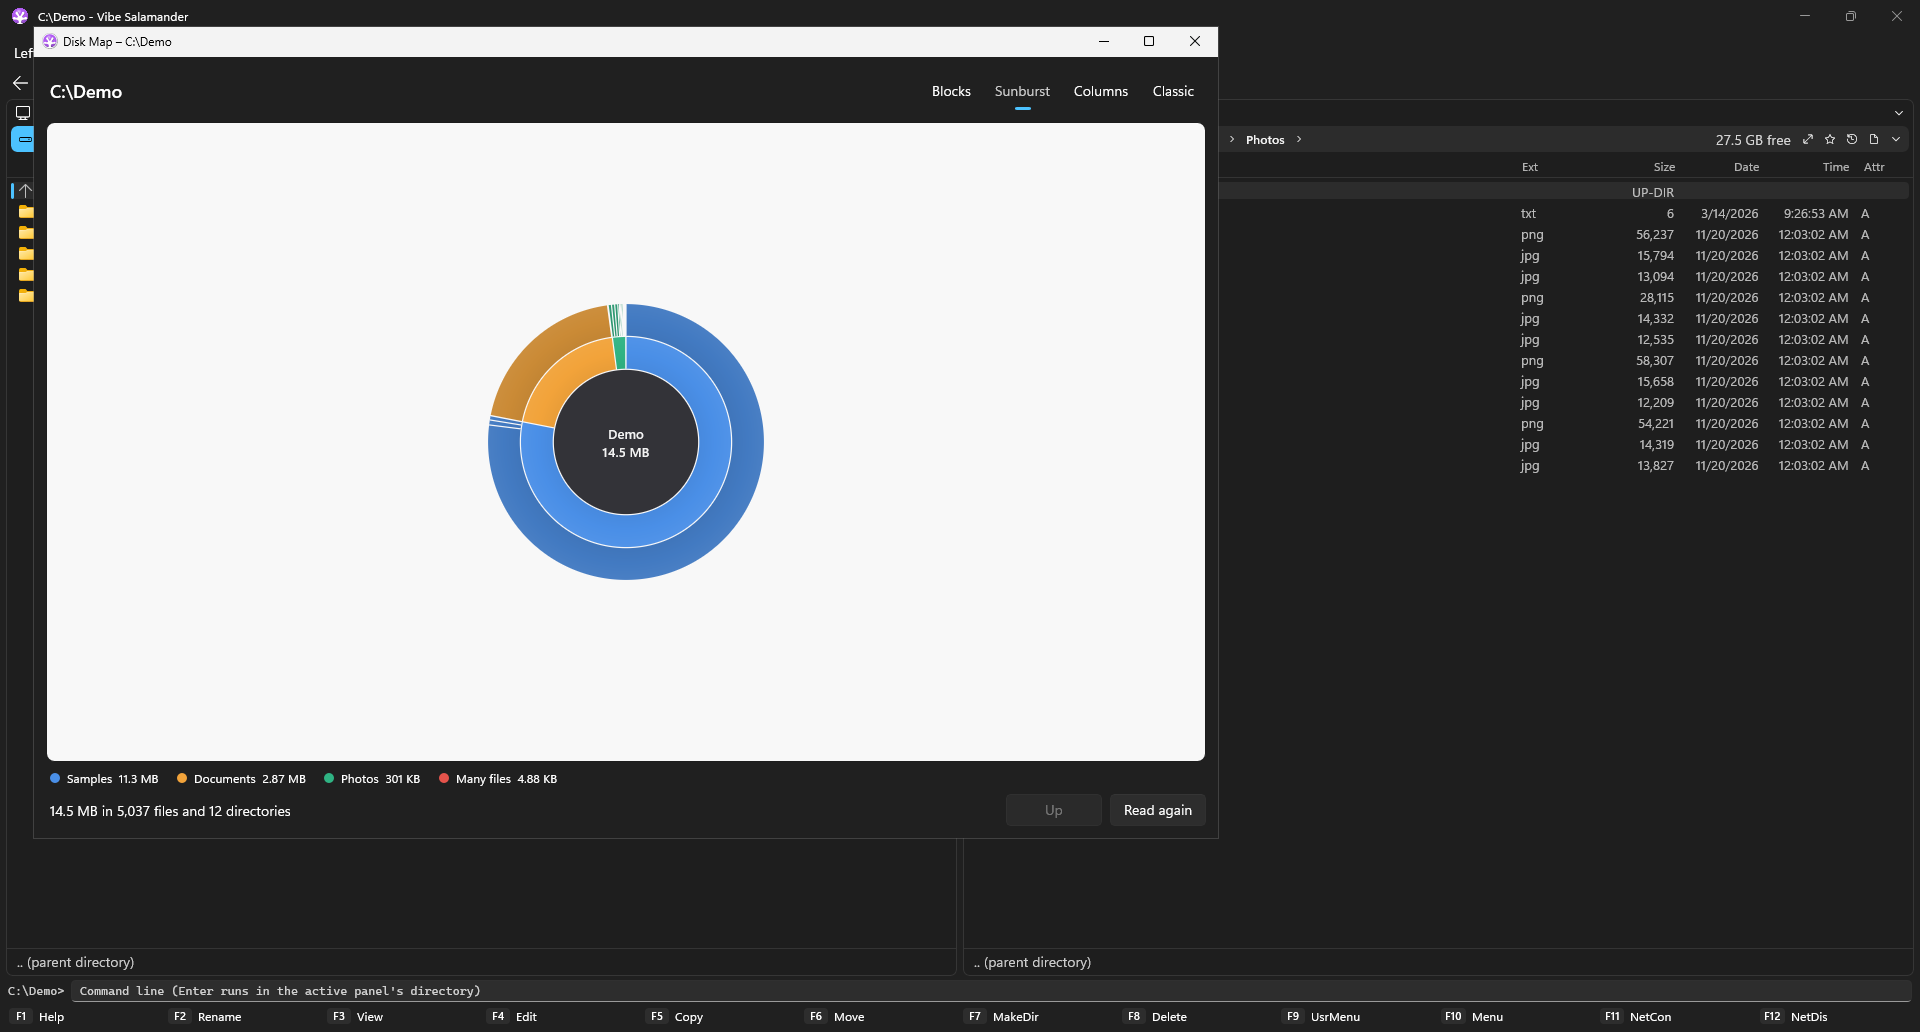 C:\Demo - Vibe Salamander
Disk Map – C:\Demo
Left
C:\Demo
Blocks Sunburst Columns Classic
Photos 27.5 GB free
Ext Size Date Time Attr
UP-DIR
txt 6 3/14/2026 9:26:53 AM A
png 56,237 11/20/2026 12:03:02 AM A
jpg 15,794 11/20/2026 12:03:02 AM A
jpg 13,094 11/20/2026 12:03:02 AM A
png 28,115 11/20/2026 12:03:02 AM A
jpg 14,332 11/20/2026 12:03:02 AM A
jpg 12,535 11/20/2026 12:03:02 AM A
png 58,307 11/20/2026 12:03:02 AM A
jpg 15,658 11/20/2026 12:03:02 AM A
jpg 12,209 11/20/2026 12:03:02 AM A
png 54,221 11/20/2026 12:03:02 AM A
jpg 14,319 11/20/2026 12:03:02 AM A
jpg 13,827 11/20/2026 12:03:02 AM A
Demo
14.5 MB
Samples 11.3 MB Documents 2.87 MB Photos 301 KB Many files 4.88 KB
14.5 MB in 5,037 files and 12 directories
Up Read again
.. (parent directory)
.. (parent directory)
C:\Demo> Command line (Enter runs in the active panel's directory)
F1 Help F2 Rename F3 View F4 Edit F5 Copy F6 Move F7 MakeDir F8 Delete F9 UsrMenu F10 Menu F11 NetCon F12 NetDis